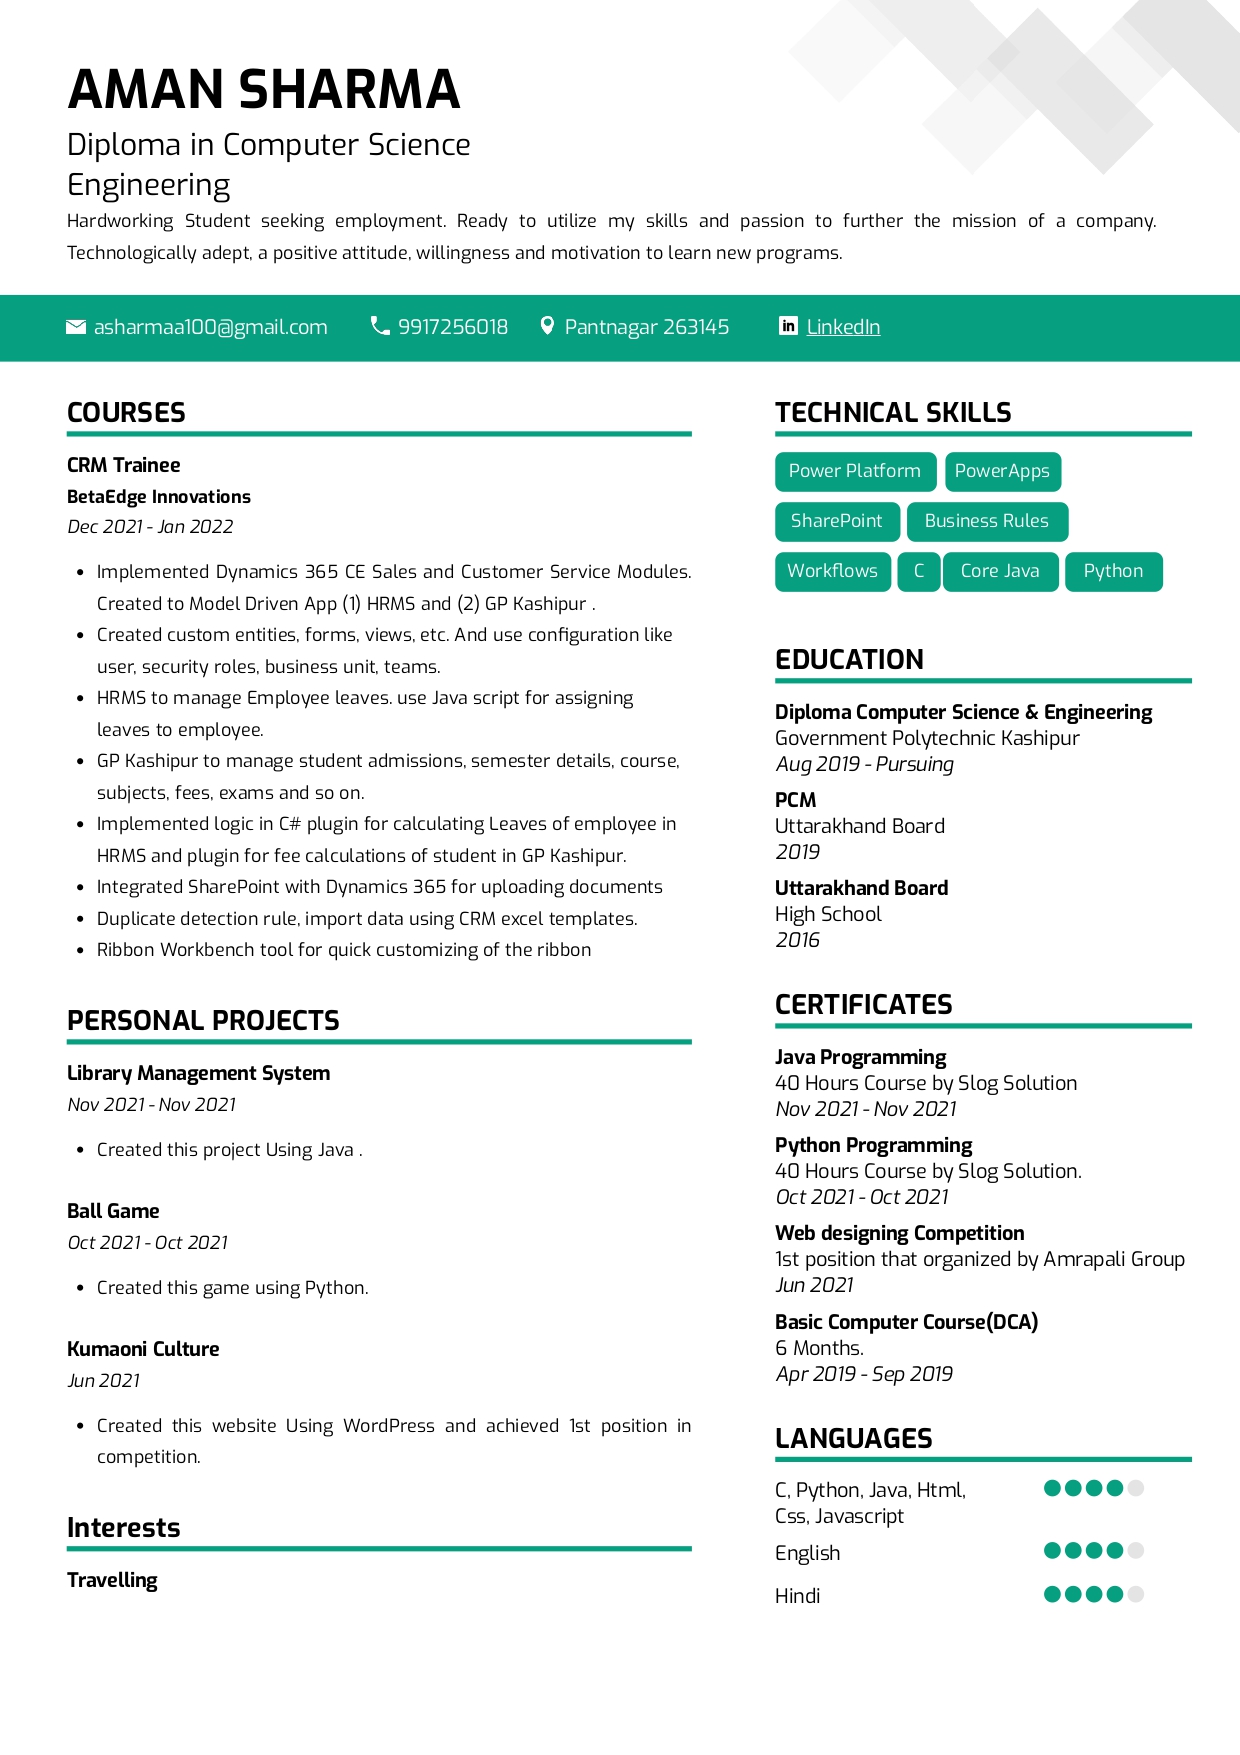 AMAN SHARMA
Diploma in Computer Science
Engineering
Hardworking Student seeking employment. Ready to utilize my skills and passion to further the mission of a company.
Technologically adept, a positive attitude, willingness and motivation to learn new programs.
asharmaa100@gmail.com 9917256018 Pantnagar 263145 LinkedIn
COURSES
CRM Trainee
BetaEdge Innovations
Dec 2021 - Jan 2022
• Implemented Dynamics 365 CE Sales and Customer Service Modules.
Created to Model Driven App (1) HRMS and (2) GP Kashipur .
• Created custom entities, forms, views, etc. And use configuration like
user, security roles, business unit, teams.
• HRMS to manage Employee leaves. use Java script for assigning
leaves to employee.
• GP Kashipur to manage student admissions, semester details, course,
subjects, fees, exams and so on.
• Implemented logic in C# plugin for calculating Leaves of employee in
HRMS and plugin for fee calculations of student in GP Kashipur.
• Integrated SharePoint with Dynamics 365 for uploading documents
• Duplicate detection rule, import data using CRM excel templates.
• Ribbon Workbench tool for quick customizing of the ribbon
PERSONAL PROJECTS
Library Management System
Nov 2021 - Nov 2021
• Created this project Using Java .
Ball Game
Oct 2021 - Oct 2021
• Created this game using Python.
Kumaoni Culture
Jun 2021
• Created this website Using WordPress and achieved 1st position in
competition.
Interests
Travelling
TECHNICAL SKILLS
Power Platform PowerApps
SharePoint Business Rules
Workflows C Core Java Python
EDUCATION
Diploma Computer Science & Engineering
Government Polytechnic Kashipur
Aug 2019 - Pursuing
PCM
Uttarakhand Board
2019
Uttarakhand Board
High School
2016
CERTIFICATES
Java Programming
40 Hours Course by Slog Solution
Nov 2021 - Nov 2021
Python Programming
40 Hours Course by Slog Solution.
Oct 2021 - Oct 2021
Web designing Competition
1st position that organized by Amrapali Group
Jun 2021
Basic Computer Course(DCA)
6 Months.
Apr 2019 - Sep 2019
LANGUAGES
C, Python, Java, Html,
Css, Javascript
English
Hindi